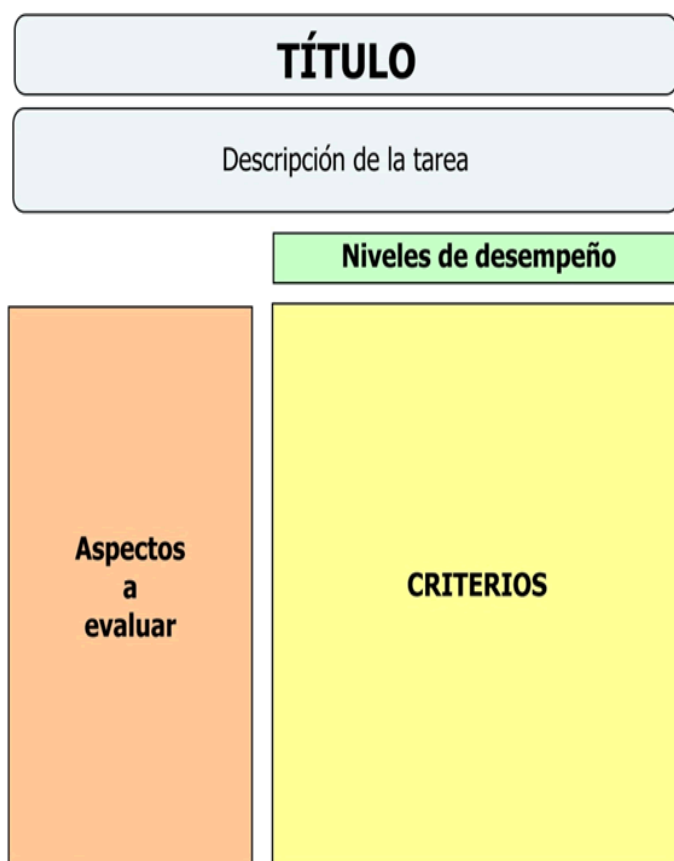 TÍTULO
Descripción de la tarea
Niveles de desempeño
Aspectos
a
evaluar
CRITERIOS